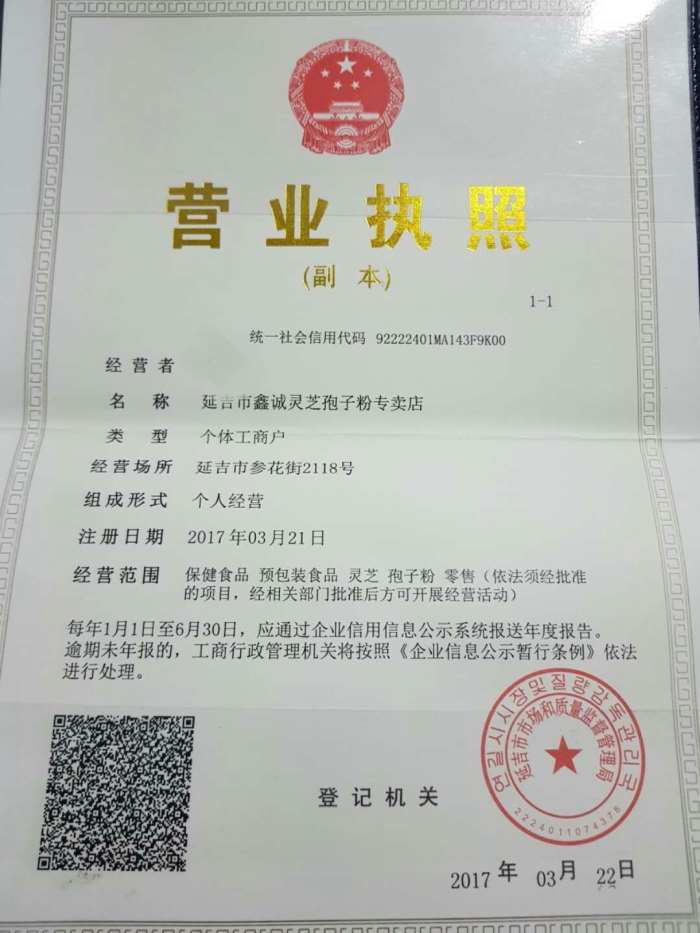 营业执照
(副 本)
1-1
统一社会信用代码 92222401MA143F9K00
经营者
名 称 延吉市鑫诚灵芝孢子粉专卖店
类 型 个体工商户
经营场所 延吉市参花街2118号
组成形式 个人经营
注册日期 2017年03月21日
经营范围 保健食品 预包装食品 灵芝 孢子粉 零售（依法须经批准
的项目，经相关部门批准后方可开展经营活动）
每年1月1日至6月30日，应通过企业信用信息公示系统报送年度报告。
逾期未年报的，工商行政管理机关将按照《企业信息公示暂行条例》依法
进行处理。
연길시시장및질량감독관리국
延吉市市场和质量监督管理局
2224011074378
登记机关
2017 年 03月 22日